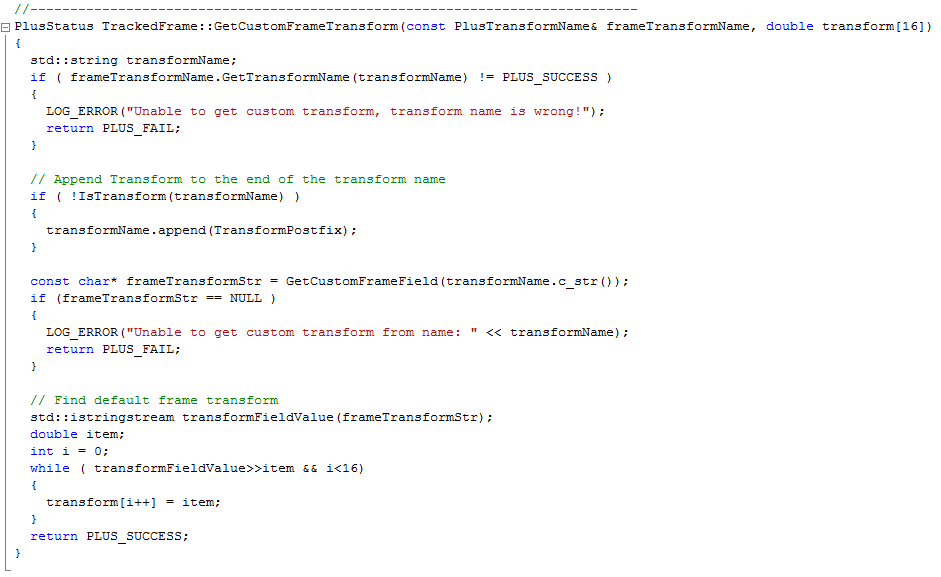 //----------------------------------------------------------------------------
PlusStatus TrackedFrame::GetCustomFrameTransform(const PlusTransformName& frameTransformName, double transform[16])
{
  std::string transformName;
  if ( frameTransformName.GetTransformName(transformName) != PLUS_SUCCESS )
  {
    LOG_ERROR("Unable to get custom transform, transform name is wrong!");
    return PLUS_FAIL;
  }

  // Append Transform to the end of the transform name
  if ( !IsTransform(transformName) )
  {
    transformName.append(TransformPostfix);
  }

  const char* frameTransformStr = GetCustomFrameField(transformName.c_str());
  if (frameTransformStr == NULL )
  {
    LOG_ERROR("Unable to get custom transform from name: " << transformName);
    return PLUS_FAIL;
  }

  // Find default frame transform
  std::istringstream transformFieldValue(frameTransformStr);
  double item;
  int i = 0;
  while ( transformFieldValue>>item && i<16)
  {
    transform[i++] = item;
  }
  return PLUS_SUCCESS;
}